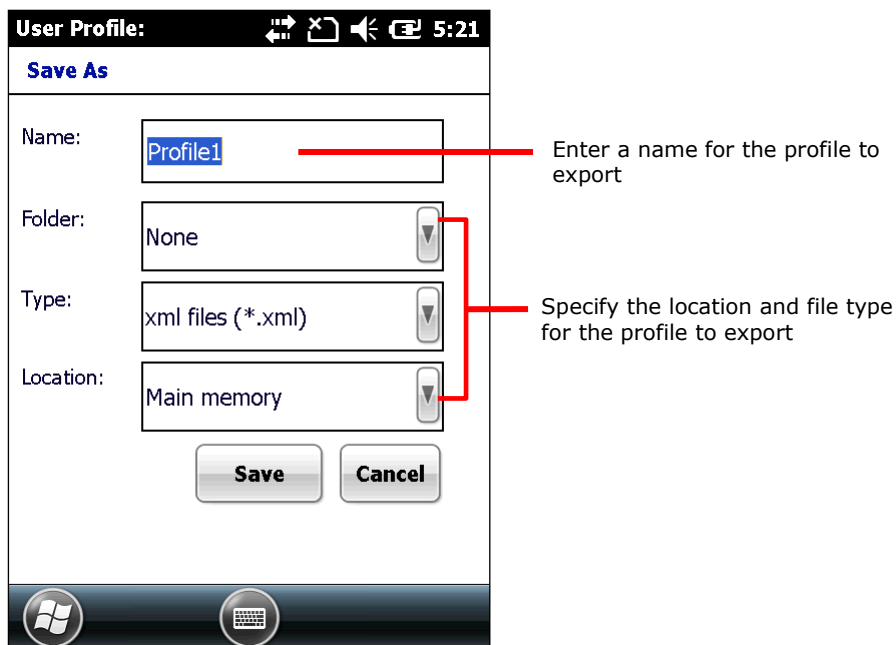 User Profile: 5:21
Save As
Name:
Profile1
Enter a name for the profile to
export
Folder:
None
Type:
xml files (*.xml)
Specify the location and file type
for the profile to export
Location:
Main memory
Save Cancel